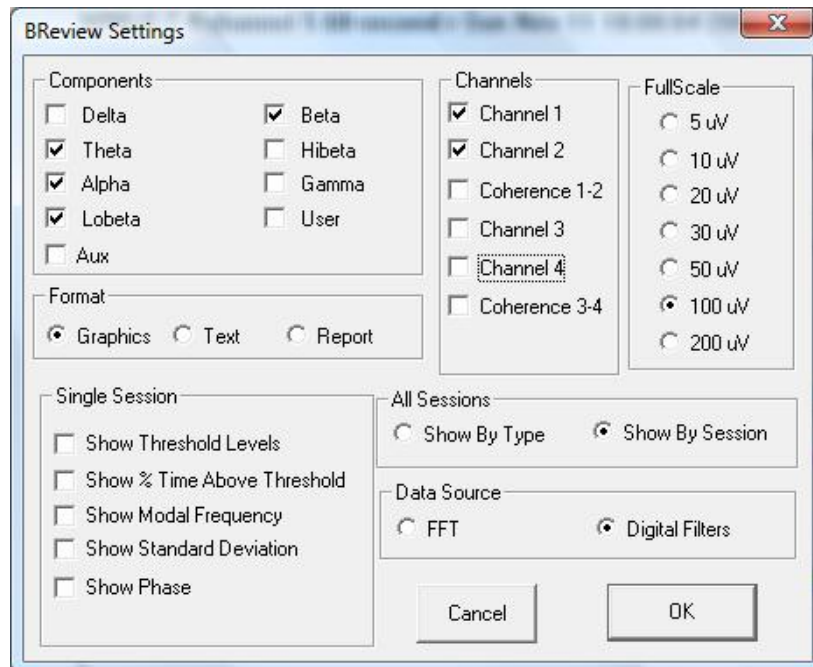 BReview Settings
Components
Delta
Theta
Alpha
Lobeta
Aux
Beta
Hibeta
Gamma
User
Channels
Channel 1
Channel 2
Coherence 1-2
Channel 3
Channel 4
Coherence 3-4
FullScale
5 uV
10 uV
20 uV
30 uV
50 uV
100 uV
200 uV
Format
Graphics
Text
Report
Single Session
Show Threshold Levels
Show % Time Above Threshold
Show Modal Frequency
Show Standard Deviation
Show Phase
All Sessions
Show By Type
Show By Session
Data Source
FFT
Digital Filters
Cancel
OK